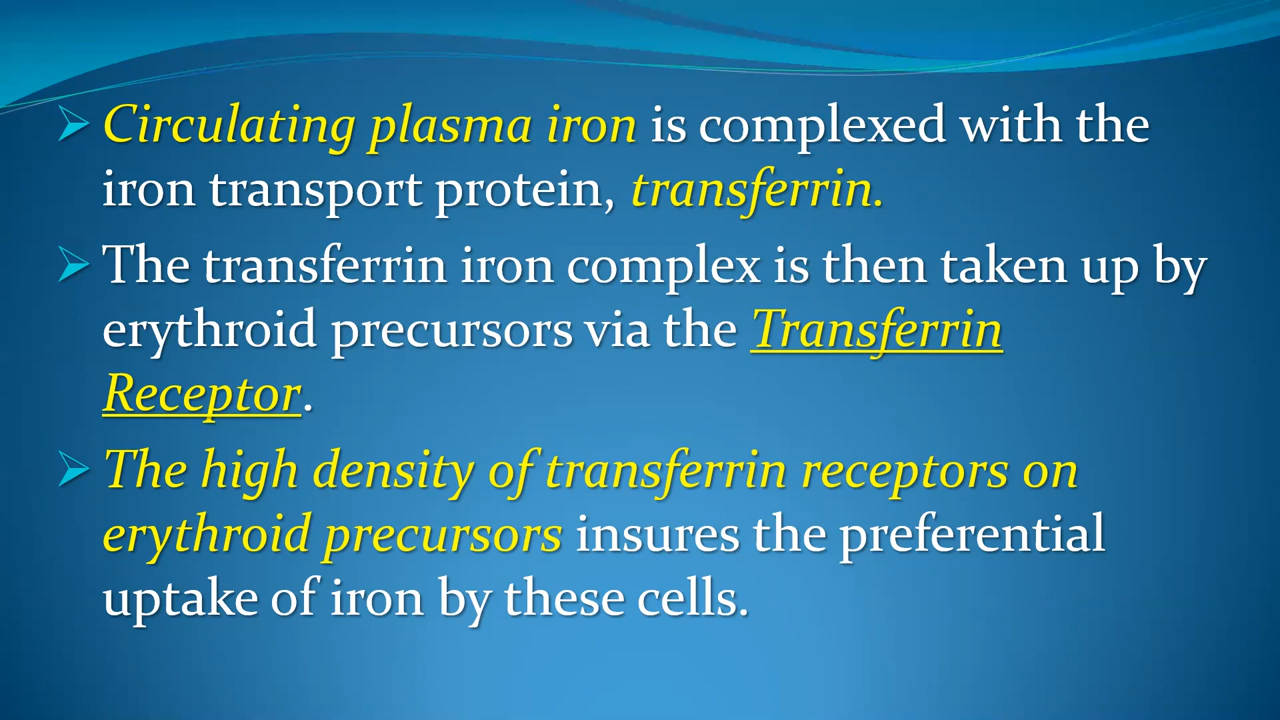 Circulating plasma iron is complexed with the
iron transport protein, transferrin.
The transferrin iron complex is then taken up by
erythroid precursors via the Transferrin
Receptor.
The high density of transferrin receptors on
erythroid precursors insures the preferential
uptake of iron by these cells.